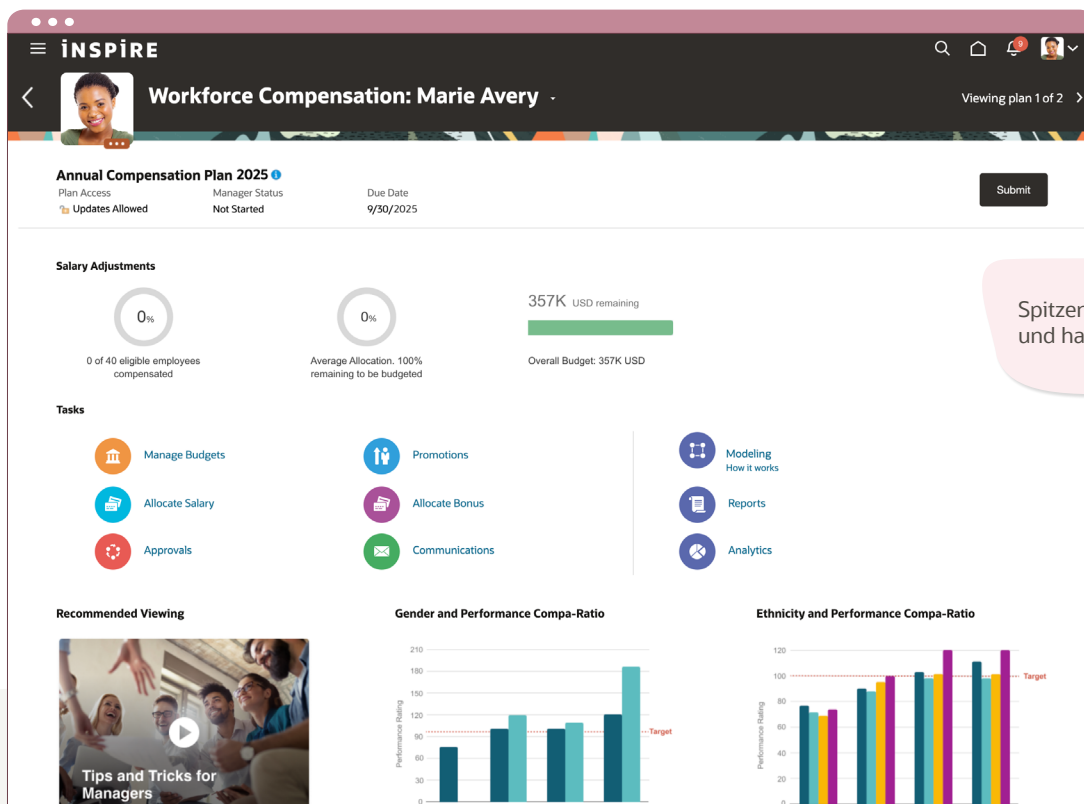 iNSPiRE
9
Workforce Compensation: Marie Avery
Viewing plan 1 of 2
Annual Compensation Plan 2025
Plan Access
Manager Status
Due Date
Updates Allowed
Not Started
9/30/2025
Submit
Salary Adjustments
0%
0%
357K USD remaining
0 of 40 eligible employees
compensated
Average Allocation. 100%
remaining to be budgeted
Overall Budget: 357K USD
Spitzen
und ha
Tasks
Manage Budgets
Promotions
Modeling
How it works
Allocate Salary
Allocate Bonus
Reports
Approvals
Communications
Analytics
Recommended Viewing
Tips and Tricks for
Managers
Gender and Performance Compa-Ratio
Performance Rating
210
180
150
120
90
60
30
0
Target
Ethnicity and Performance Compa-Ratio
Performance Rating
120
100
80
60
40
20
0
Target